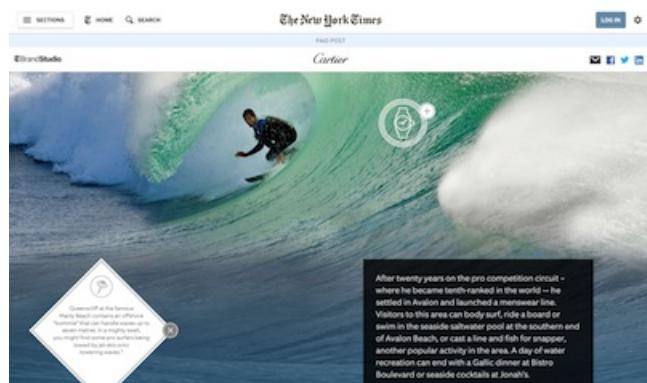 SECTIONS HOME SEARCH The New York Times LOG IN
PAID POST
BrandStudio Cartier
After twenty years on the pro competition circuit –
where he became tenth-ranked in the world — he
settled in Avalon and launched a menswear line.
Visitors to this area can body surf, ride a board or
swim in the seaside saltwater pool at the southern end
of Avalon Beach, or cast a line and fish for snapper,
another popular activity in the area. A day of water
recreation can end with a Gallic dinner at Bistro
Boulevard or seaside cocktails at Jonah's.
Queenscliff at the famous
Manly Beach contains an offshore
"bommie" that can handle waves up to
seven metres. In a mighty swell,
you might find some pro surfers being
towed by jet-skis onto
towering waves."